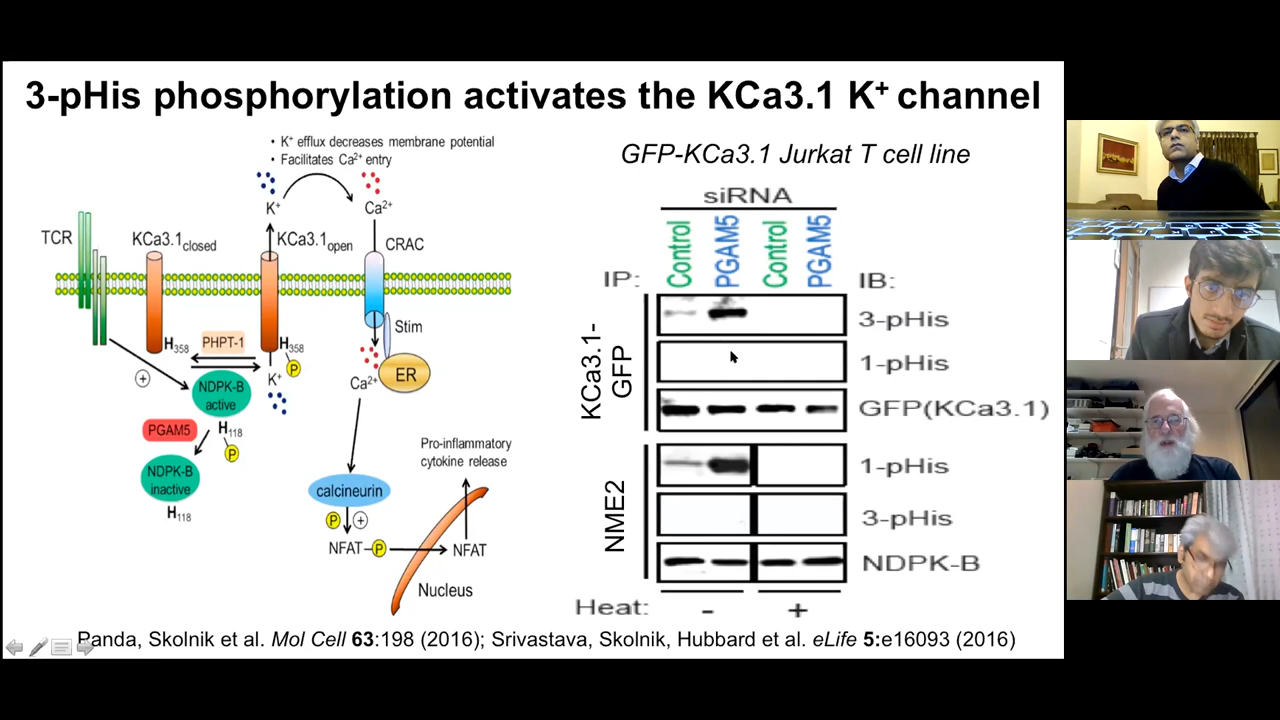 3-pHis phosphorylation activates the KCa3.1 K⁺ channel
• K⁺ efflux decreases membrane potential
• Facilitates Ca²⁺ entry
K⁺
Ca²⁺
TCR
KCa3.1closed
KCa3.1open
CRAC
Stim
H358
PHPT-1
H358
P
K⁺
Ca²⁺
ER
+
NDPK-B
active
PGAM5
H118
P
NDPK-B
inactive
H118
Pro-inflammatory
cytokine release
calcineurin
P
+
NFAT
P
NFAT
Nucleus
GFP-KCa3.1 Jurkat T cell line
siRNA
Control
PGAM5
Control
PGAM5
IP:
IB:
KCa3.1-
GFP
3-pHis
1-pHis
GFP(KCa3.1)
NME2
1-pHis
3-pHis
NDPK-B
Heat: - +
Panda, Skolnik et al. Mol Cell 63:198 (2016); Srivastava, Skolnik, Hubbard et al. eLife 5:e16093 (2016)